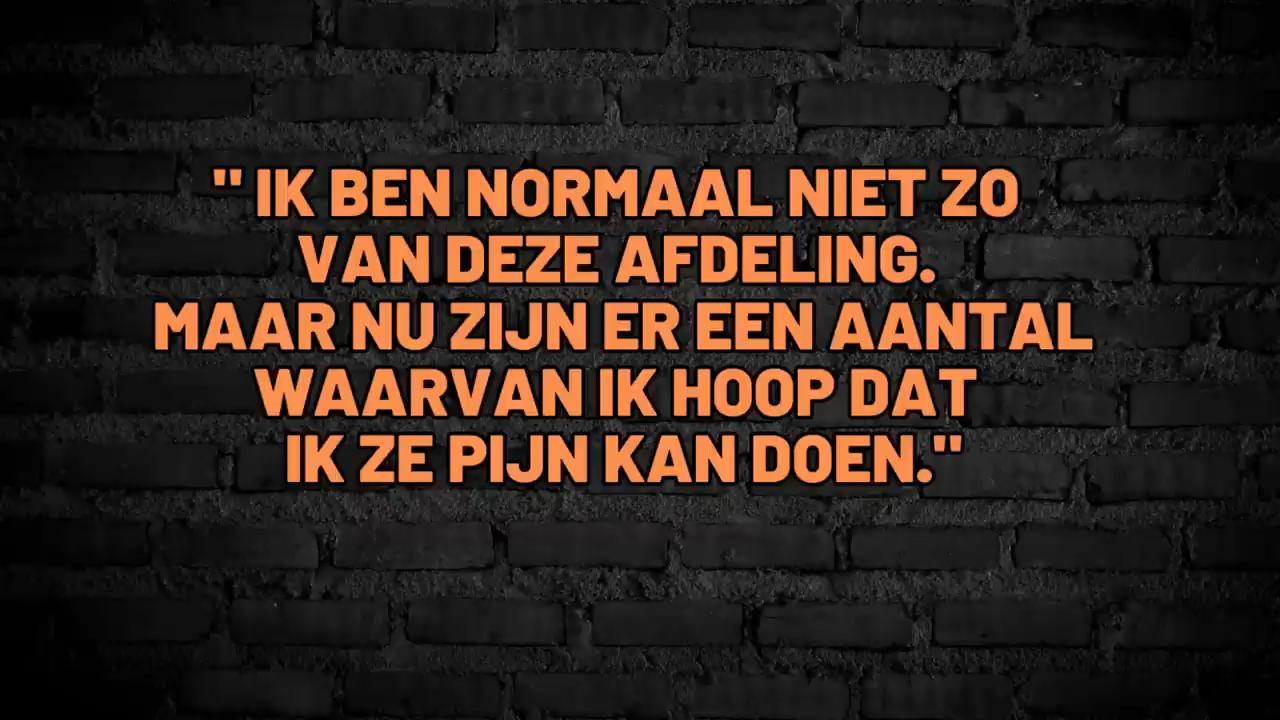 " IK BEN NORMAAL NIET ZO
VAN DEZE AFDELING.
MAAR NU ZIJN ER EEN AANTAL
WAARVAN IK HOOP DAT
IK ZE PIJN KAN DOEN."